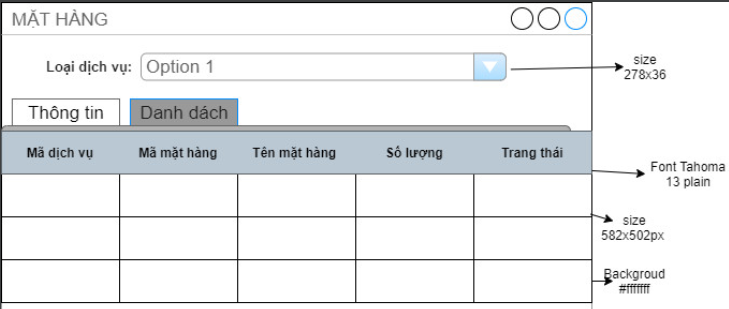 MẶT HÀNG
Loại dịch vụ: Option 1
size
278x36
Thông tin Danh dách
Mã dịch vụ Mã mặt hàng Tên mặt hàng Số lượng Trang thái
Font Tahoma
13 plain
size
582x502px
Backgroud
#ffffff